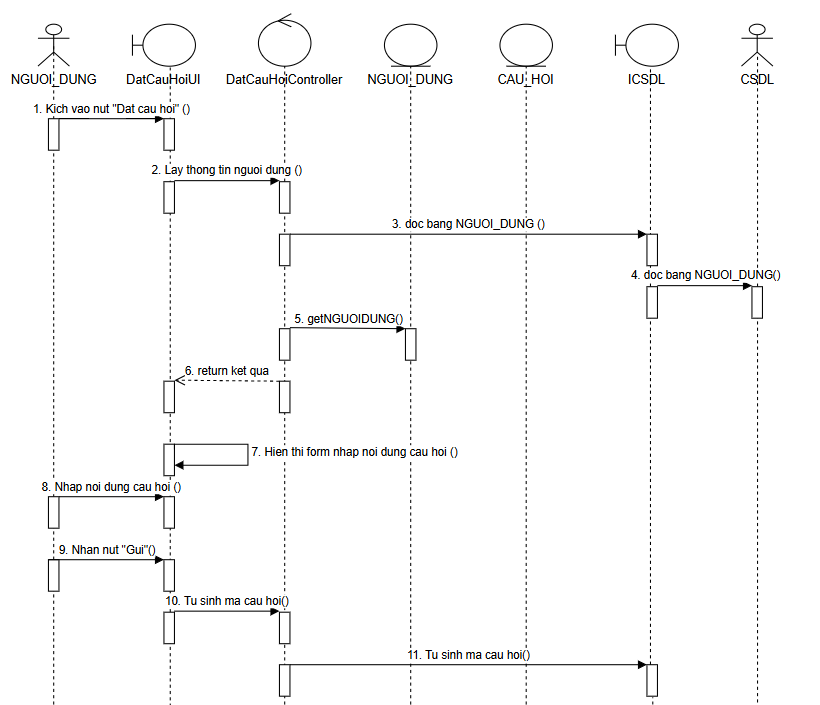 NGUOI_DUNG
DatCauHoiUI
DatCauHoiController
NGUOI_DUNG
CAU_HOI
ICSDL
CSDL
1. Kich vao nut "Dat cau hoi" ()
2. Lay thong tin nguoi dung ()
3. doc bang NGUOI_DUNG ()
4. doc bang NGUOI_DUNG()
5. getNGUOIDUNG()
6. return ket qua
7. Hien thi form nhap noi dung cau hoi ()
8. Nhap noi dung cau hoi ()
9. Nhan nut "Gui"()
10. Tu sinh ma cau hoi()
11. Tu sinh ma cau hoi()